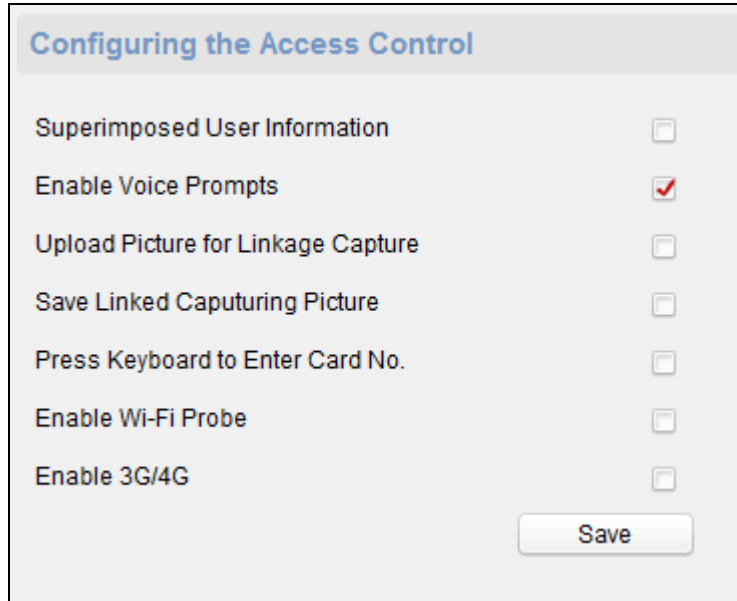 Configuring the Access Control
Superimposed User Information
Enable Voice Prompts
Upload Picture for Linkage Capture
Save Linked Caputuring Picture
Press Keyboard to Enter Card No.
Enable Wi-Fi Probe
Enable 3G/4G
Save